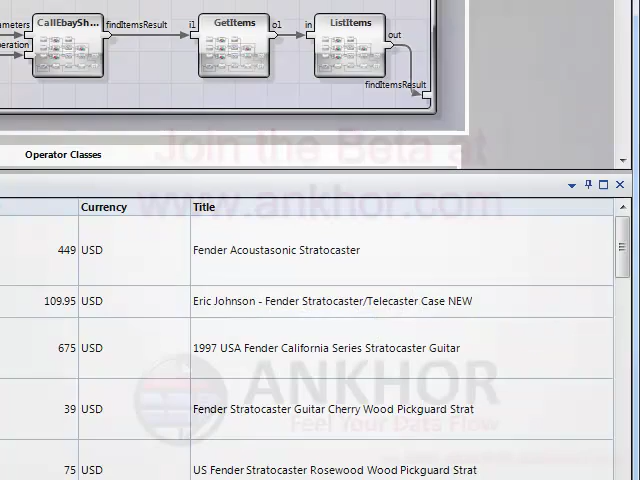 CallEbaySh...
GetItems
ListItems
ameters
findItemsResult
i1
o1
in
out
eration
findItemsResult
Join the Beta at
Operator Classes
www.ankhor.com
Currency
Title
449 USD Fender Acoustasonic Stratocaster
109.95 USD Eric Johnson - Fender Stratocaster/Telecaster Case NEW
675 USD 1997 USA Fender California Series Stratocaster Guitar
ANKHOR
39 USD Fender Stratocaster Guitar Cherry Wood Pickguard Strat
Feel Your Data Flow
75 USD US Fender Stratocaster Rosewood Wood Pickguard Strat